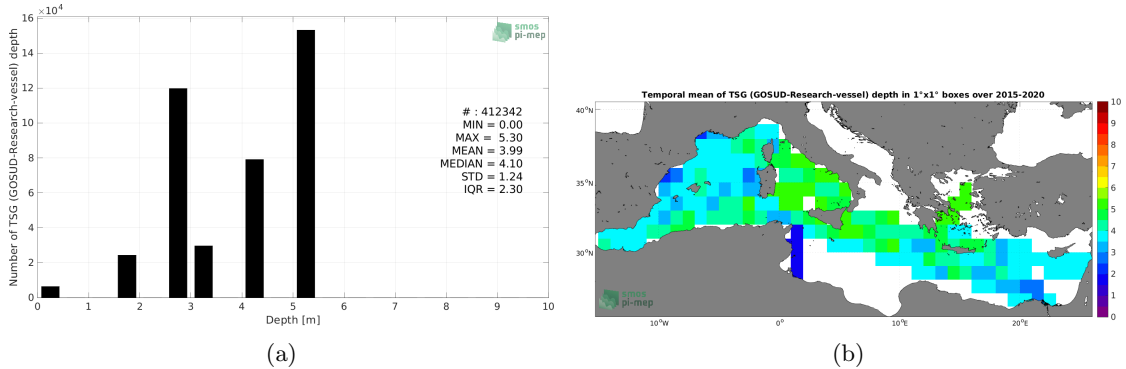 16 ×10⁴
14
12
10
8
6
4
2
0
Number of TSG (GOSUD-Research-vessel) depth
smos
pi-mep
# : 412342
MIN = 0.00
MAX = 5.30
MEAN = 3.99
MEDIAN = 4.10
STD = 1.24
IQR = 2.30
0 1 2 3 4 5 6 7 8 9 10
Depth [m]
(a)
Temporal mean of TSG (GOSUD-Research-vessel) depth in 1°x1° boxes over 2015-2020
40°N
35°N
30°N
10°W 0° 10°E 20°E
smos
pi-mep
10
9
8
7
6
5
4
3
2
1
0
(b)